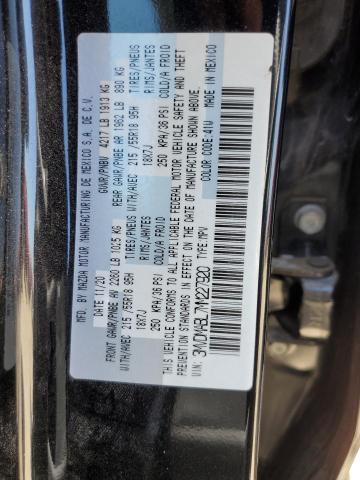 MFD. BY MAZDA MOTOR MANUFACTURING DE MEXICO S.A. DE C.V.
DATE 11/20 GVWR/PNBV 4217 LB 1913 KG
FRONT GAWR/PNBE AV 2260 LB 1025 KG REAR GAWR/PNBE AR 1962 LB 890 KG
WITH/AVEC 215 /55R18 95H TIRES/PNEUS WITH/AVEC 215 /55R18 95H TIRES/PNEUS
18X7J RIMS/JANTES 18X7J RIMS/JANTES
250 KPA/36 PSI COLD/A FROID 250 KPA/36 PSI COLD/A FROID
THIS VEHICLE CONFORMS TO ALL APPLICABLE FEDERAL MOTOR VEHICLE SAFETY AND THEFT
PREVENTION STANDARDS IN EFFECT ON THE DATE OF MANUFACTURE SHOWN ABOVE.
3MVDMABL7MM227920 TYPE:MPV COLOR CODE:41W MADE IN MEXICO